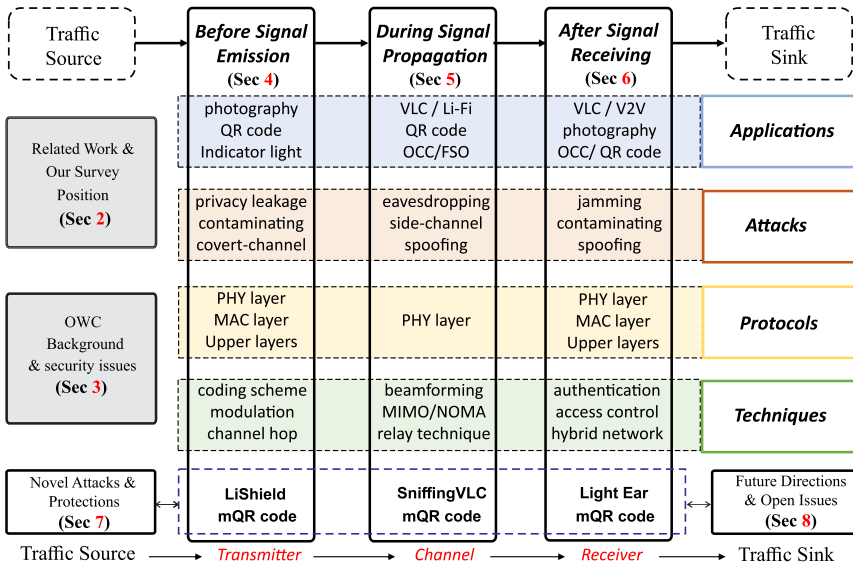 Traffic
Source
Before Signal
Emission
(Sec 4)
During Signal
Propagation
(Sec 5)
After Signal
Receiving
(Sec 6)
Traffic
Sink
photography
QR code
Indicator light
VLC / Li-Fi
QR code
OCC/FSO
VLC / V2V
photography
OCC/ QR code
Applications
Related Work &
Our Survey
Position
(Sec 2)
privacy leakage
contaminating
covert-channel
eavesdropping
side-channel
spoofing
jamming
contaminating
spoofing
Attacks
OWC
Background
& security issues
(Sec 3)
PHY layer
MAC layer
Upper layers
PHY layer
PHY layer
MAC layer
Upper layers
Protocols
coding scheme
modulation
channel hop
beamforming
MIMO/NOMA
relay technique
authentication
access control
hybrid network
Techniques
Novel Attacks &
Protections
(Sec 7)
LiShield
mQR code
SniffingVLC
mQR code
Light Ear
mQR code
Future Directions
& Open Issues
(Sec 8)
Traffic Source
Transmitter
Channel
Receiver
Traffic Sink